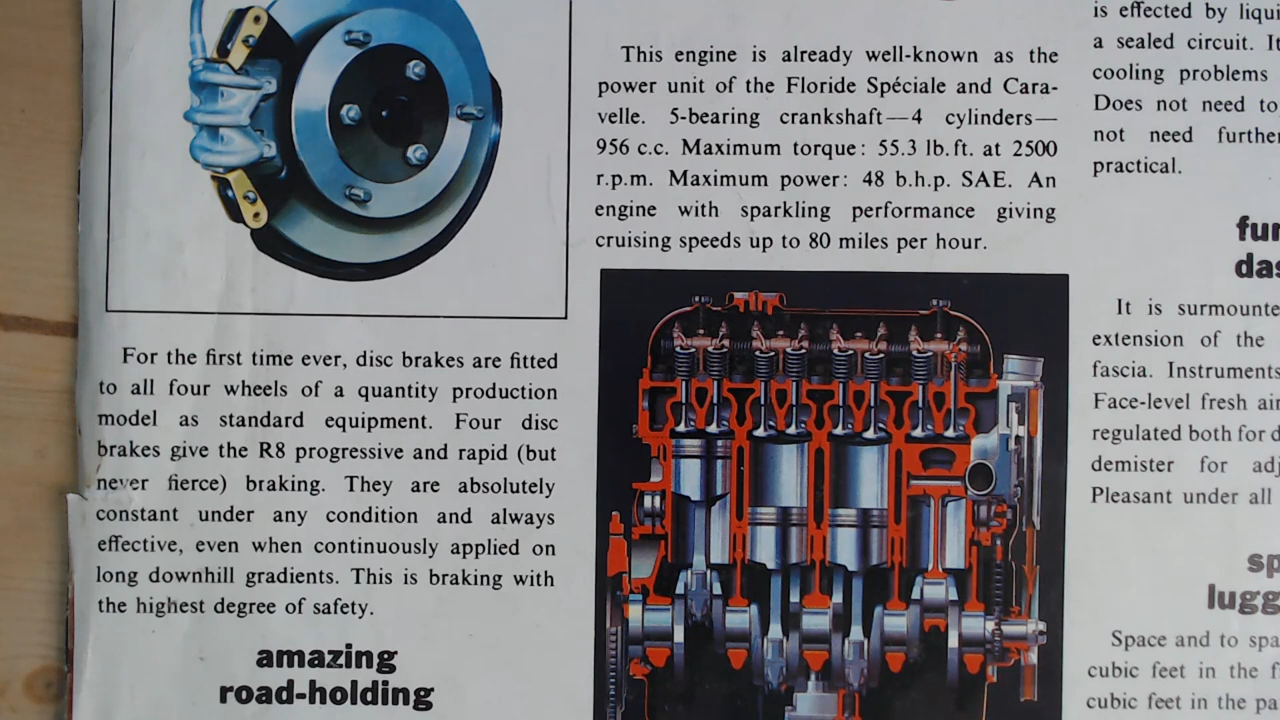 For the first time ever, disc brakes are fitted
to all four wheels of a quantity production
model as standard equipment. Four disc
brakes give the R8 progressive and rapid (but
never fierce) braking. They are absolutely
constant under any condition and always
effective, even when continuously applied on
long downhill gradients. This is braking with
the highest degree of safety.
amazing
road-holding
This engine is already well-known as the
power unit of the Floride Spéciale and Cara-
velle. 5-bearing crankshaft—4 cylinders—
956 c.c. Maximum torque: 55.3 lb.ft. at 2500
r.p.m. Maximum power: 48 b.h.p. SAE. An
engine with sparkling performance giving
cruising speeds up to 80 miles per hour.
is effected by
a sealed circuit. It
cooling problems
Does not need to
not need
practical.
It is
extension of the
fascia. Instruments
Face-level fresh air
regulated both for
demister for
Pleasant under all
Space and to
cubic feet in the
cubic feet in the